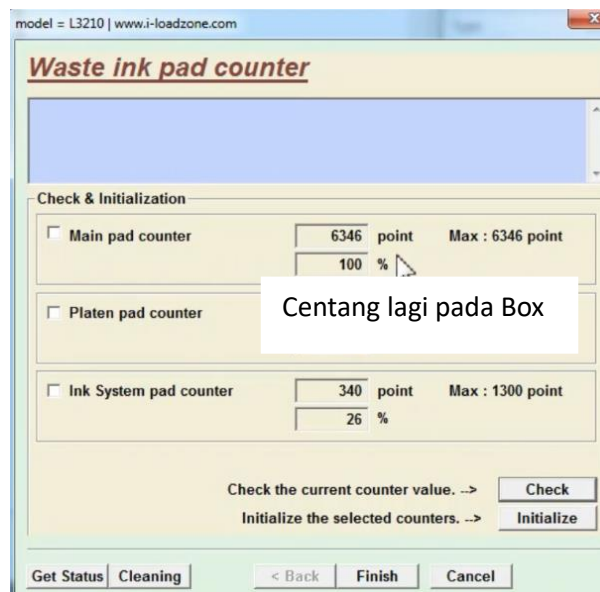 model = L3210 | www.i-loadzone.com
Waste ink pad counter
Check & Initialization
Main pad counter 6346 point Max : 6346 point
100 %
Centang lagi pada Box
Platen pad counter
Ink System pad counter 340 point Max : 1300 point
26 %
Check the current counter value. --> Check
Initialize the selected counters. --> Initialize
Get Status Cleaning < Back Finish Cancel